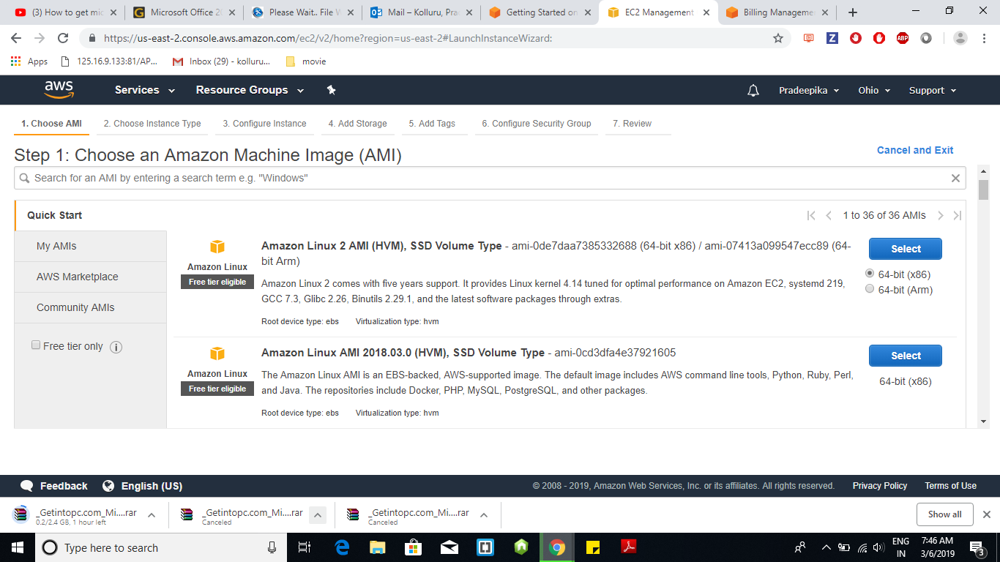 (3) How to get mic
Microsoft Office 20
Please Wait.. File W
Mail – Kolluru, Pra
Getting Started on
EC2 Management
Billing Manageme
https://us-east-2.console.aws.amazon.com/ec2/v2/home?region=us-east-2#LaunchInstanceWizard:
Apps
125.16.9.133:81/AP...
Inbox (29) - kolluru...
movie
aws
Services
Resource Groups
Pradeepika
Ohio
Support
1. Choose AMI
2. Choose Instance Type
3. Configure Instance
4. Add Storage
5. Add Tags
6. Configure Security Group
7. Review
Step 1: Choose an Amazon Machine Image (AMI)
Cancel and Exit
Search for an AMI by entering a search term e.g. "Windows"
Quick Start
1 to 36 of 36 AMIs
My AMIs
AWS Marketplace
Community AMIs
Free tier only
Amazon Linux
Free tier eligible
Amazon Linux 2 AMI (HVM), SSD Volume Type - ami-0de7daa7385332688 (64-bit x86) / ami-07413a099547ecc89 (64-
bit Arm)
Amazon Linux 2 comes with five years support. It provides Linux kernel 4.14 tuned for optimal performance on Amazon EC2, systemd 219,
GCC 7.3, Glibc 2.26, Binutils 2.29.1, and the latest software packages through extras.
Root device type: ebs Virtualization type: hvm
Select
64-bit (x86)
64-bit (Arm)
Amazon Linux
Free tier eligible
Amazon Linux AMI 2018.03.0 (HVM), SSD Volume Type - ami-0cd3dfa4e37921605
The Amazon Linux AMI is an EBS-backed, AWS-supported image. The default image includes AWS command line tools, Python, Ruby, Perl,
and Java. The repositories include Docker, PHP, MySQL, PostgreSQL, and other packages.
Root device type: ebs Virtualization type: hvm
Select
64-bit (x86)
Feedback
English (US)
© 2008 - 2019, Amazon Web Services, Inc. or its affiliates. All rights reserved.
Privacy Policy
Terms of Use
_Getintopc.com_Mi....rar
0.2/2.4 GB, 1 hour left
_Getintopc.com_Mi....rar
Canceled
_Getintopc.com_Mi....rar
Canceled
Show all
Type here to search
ENG
IN
7:46 AM
3/6/2019
3
ABP